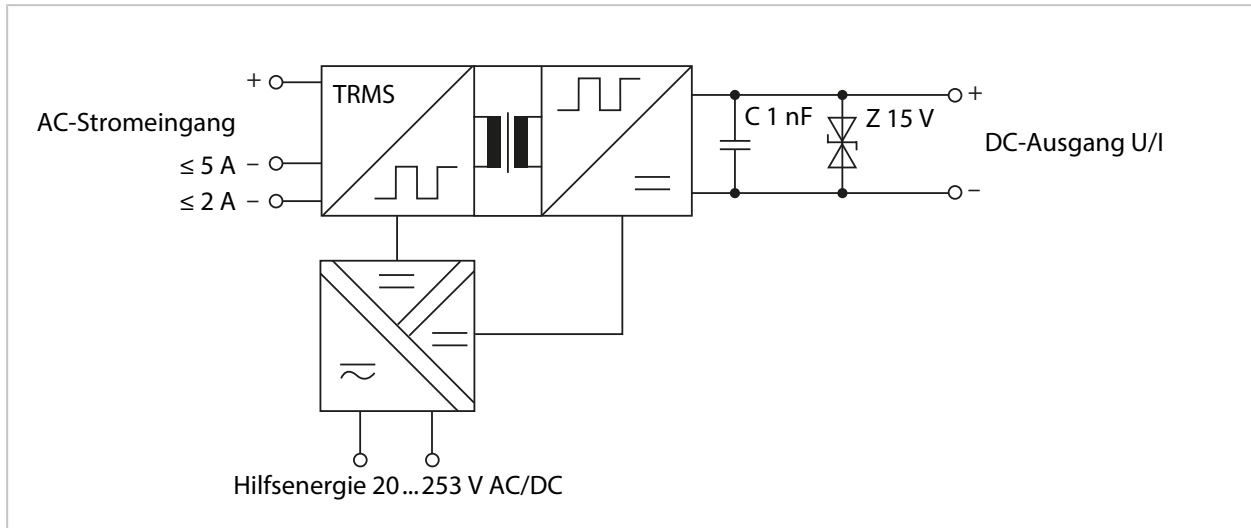 +
TRMS
AC-Stromeingang
≤ 5 A –
≤ 2 A –
C 1 nF
Z 15 V
+
DC-Ausgang U/I
–
Hilfsenergie 20...253 V AC/DC